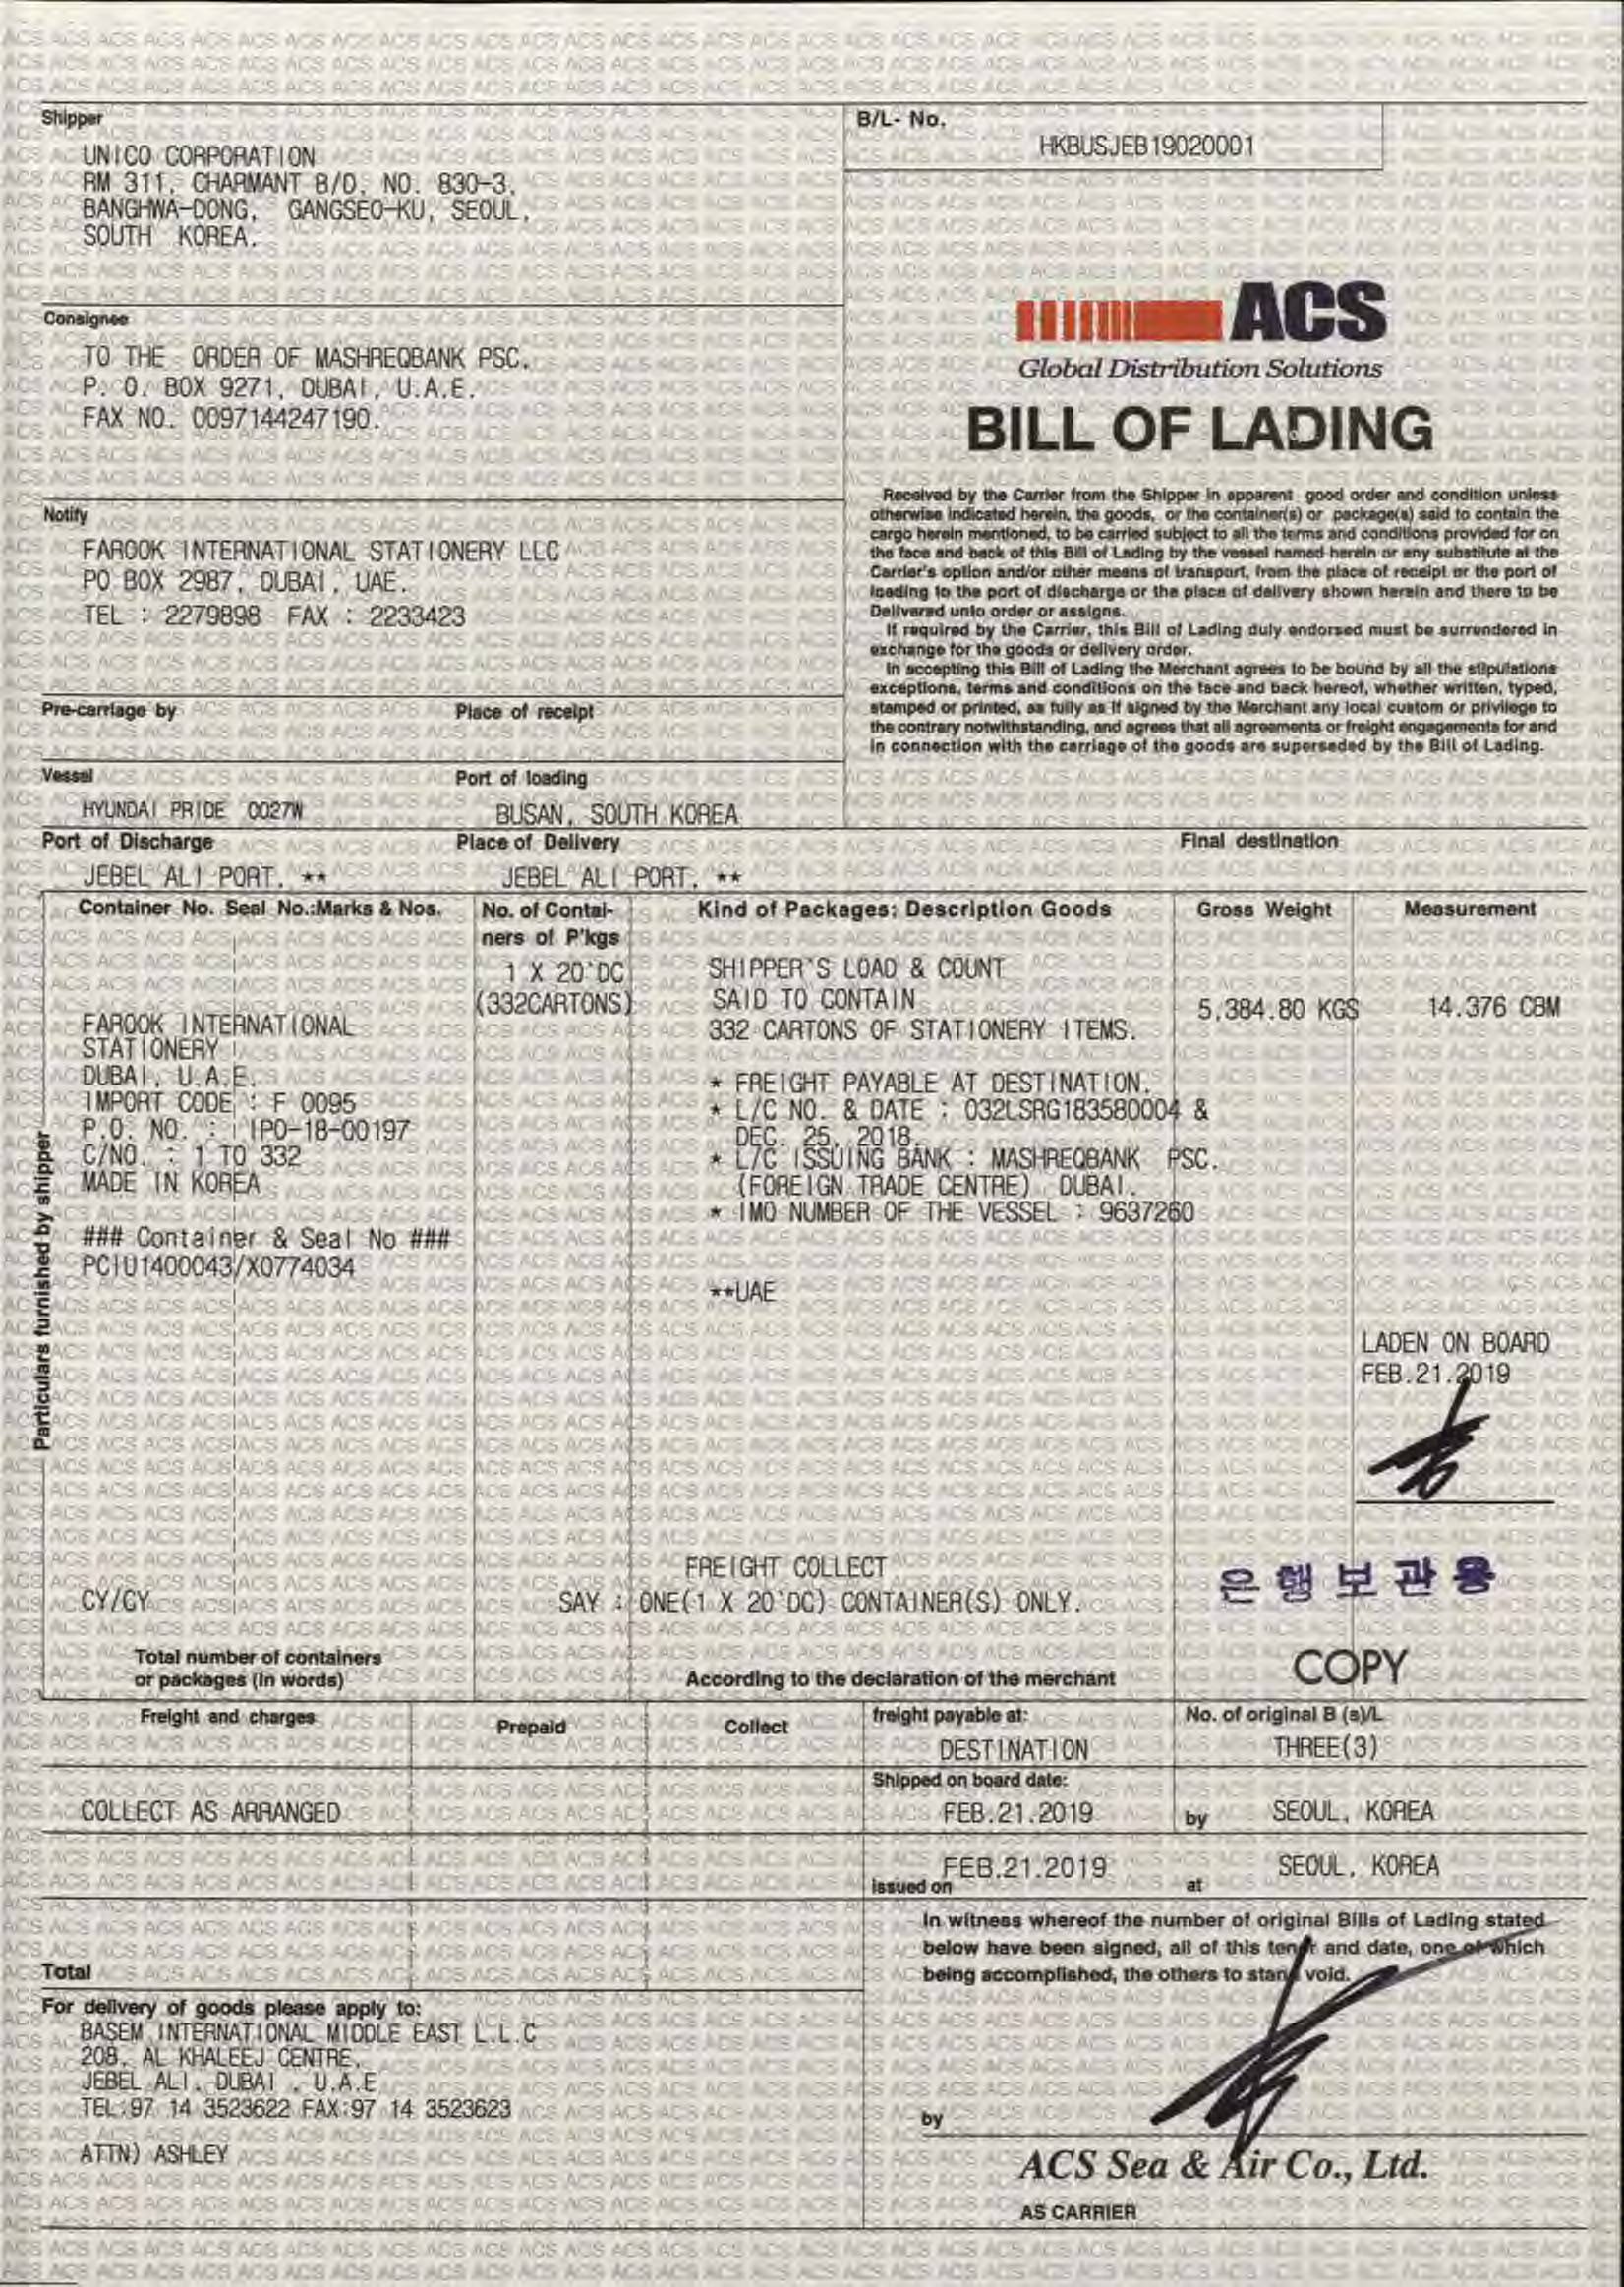 Shipper
UNICO CORPORATION
RM 311, CHARMANT B/D, NO. 830-3,
BANGHWA-DONG, GANGSEO-KU, SEOUL,
SOUTH KOREA.
B/L- No.
HKBUSJEB19020001
Consignee
TO THE ORDER OF MASHREQBANK PSC,
P. O. BOX 9271, DUBAI, U.A.E.
FAX NO. 0097144247190.
ACS
Global Distribution Solutions
BILL OF LADING
Notify
FAROOK INTERNATIONAL STATIONERY LLC
PO BOX 2987, DUBAI, UAE.
TEL : 2279898 FAX : 2233423
Received by the Carrier from the Shipper in apparent good order and condition unless
otherwise indicated herein, the goods, or the container(s) or package(s) said to contain the
cargo herein mentioned, to be carried subject to all the terms and conditions provided for on
the face and back of this Bill of Lading by the vessel named herein or any substitute at the
Carrier's option and/or other means of transport, from the place of receipt or the port of
loading to the port of discharge or the place of delivery shown herein and there to be
Delivered unto order or assigns.
If required by the Carrier, this Bill of Lading duly endorsed must be surrendered in
exchange for the goods or delivery order.
In accepting this Bill of Lading the Merchant agrees to be bound by all the stipulations
exceptions, terms and conditions on the face and back hereof, whether written, typed,
stamped or printed, as fully as if signed by the Merchant any local custom or privilege to
the contrary notwithstanding, and agrees that all agreements or freight engagements for and
in connection with the carriage of the goods are superseded by the Bill of Lading.
Pre-carriage by Place of receipt
Vessel Port of loading
HYUNDAI PRIDE 0027W BUSAN, SOUTH KOREA
Port of Discharge Place of Delivery Final destination
JEBEL ALI PORT, ** JEBEL ALI PORT, **
Container No. Seal No.:Marks & Nos. No. of Contai- Kind of Packages; Description Goods Gross Weight Measurement
ners of P'kgs
1 X 20`DC SHIPPER'S LOAD & COUNT
(332CARTONS) SAID TO CONTAIN 5,384.80 KGS 14.376 CBM
332 CARTONS OF STATIONERY ITEMS.
FAROOK INTERNATIONAL
STATIONERY
DUBAI, U.A.E.
IMPORT CODE : F 0095
P.O. NO. : IPO-18-00197
C/NO. : 1 TO 332
MADE IN KOREA
* FREIGHT PAYABLE AT DESTINATION.
* L/C NO. & DATE : 032LSRG183580004 &
DEC. 25, 2018.
* L/C ISSUING BANK : MASHREQBANK PSC.
(FOREIGN TRADE CENTRE) DUBAI.
* IMO NUMBER OF THE VESSEL : 9637260
### Container & Seal No ###
PCIU1400043/X0774034
**UAE
Particulars furnished by shipper
LADEN ON BOARD
FEB.21.2019
FREIGHT COLLECT
CY/CY SAY : ONE(1 X 20`DC) CONTAINER(S) ONLY.
은행보관용
COPY
Total number of containers
or packages (in words)
According to the declaration of the merchant
Freight and charges Prepaid Collect
freight payable at:
DESTINATION
No. of original B (s)/L
THREE(3)
COLLECT AS ARRANGED
Shipped on board date:
FEB.21.2019
by SEOUL, KOREA
issued on FEB.21.2019
at SEOUL, KOREA
In witness whereof the number of original Bills of Lading stated
below have been signed, all of this tenor and date, one of which
being accomplished, the others to stand void.
Total
For delivery of goods please apply to:
BASEM INTERNATIONAL MIDDLE EAST L.L.C
208, AL KHALEEJ CENTRE,
JEBEL ALI, DUBAI , U.A.E
TEL:97 14 3523622 FAX:97 14 3523623
ATTN) ASHLEY
by
ACS Sea & Air Co., Ltd.
AS CARRIER